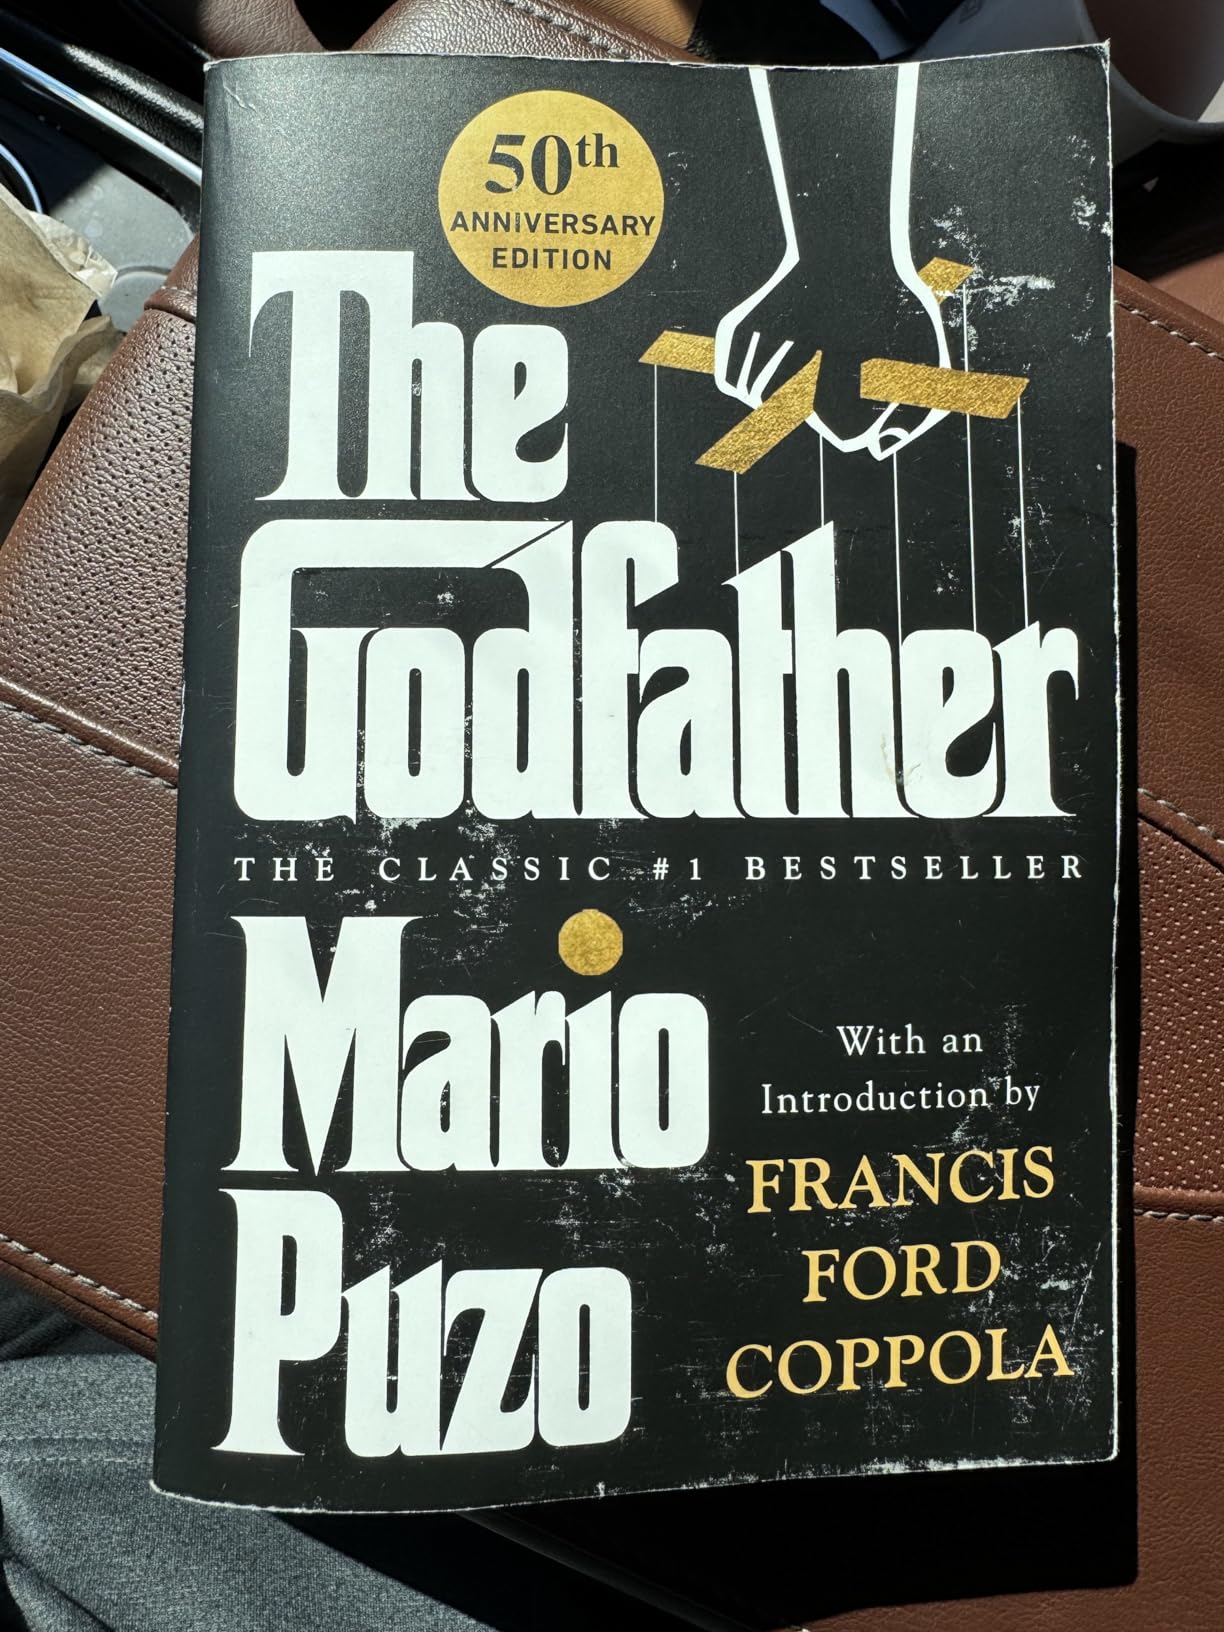 50th
ANNIVERSARY
EDITION
The
Godfather
THE CLASSIC #1 BESTSELLER
Mario
Puzo
With an
Introduction by
FRANCIS
FORD
COPPOLA